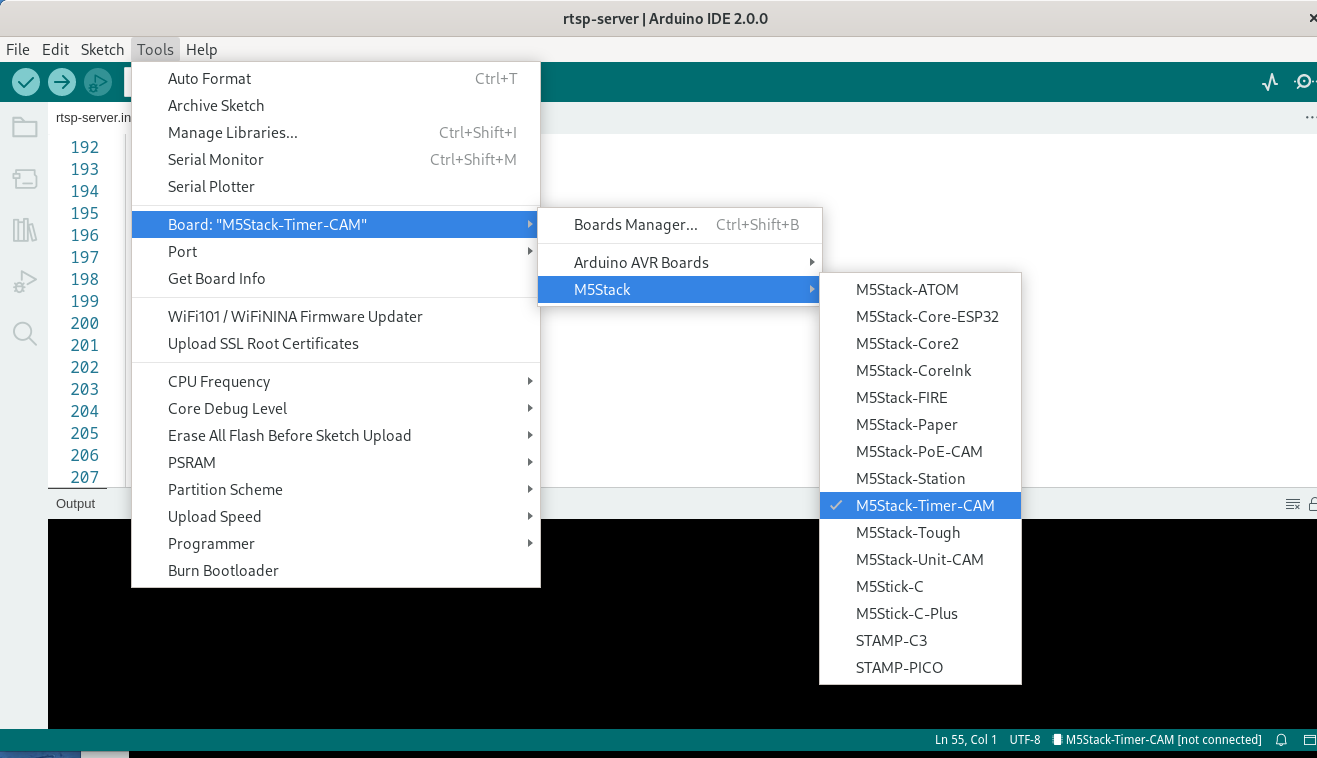 rtsp-server | Arduino IDE 2.0.0
File Edit Sketch Tools Help
rtsp-server.in
192
193
194
195
196
197
198
199
200
201
202
203
204
205
206
207
Auto Format Ctrl+T
Archive Sketch
Manage Libraries... Ctrl+Shift+I
Serial Monitor Ctrl+Shift+M
Serial Plotter
Board: "M5Stack-Timer-CAM"
Port
Get Board Info
WiFi101 / WiFiNINA Firmware Updater
Upload SSL Root Certificates
CPU Frequency
Core Debug Level
Erase All Flash Before Sketch Upload
PSRAM
Partition Scheme
Upload Speed
Programmer
Burn Bootloader
Boards Manager... Ctrl+Shift+B
Arduino AVR Boards
M5Stack
M5Stack-ATOM
M5Stack-Core-ESP32
M5Stack-Core2
M5Stack-CoreInk
M5Stack-FIRE
M5Stack-Paper
M5Stack-PoE-CAM
M5Stack-Station
M5Stack-Timer-CAM
M5Stack-Tough
M5Stack-Unit-CAM
M5Stick-C
M5Stick-C-Plus
STAMP-C3
STAMP-PICO
Output
Ln 55, Col 1 UTF-8 M5Stack-Timer-CAM [not connected]